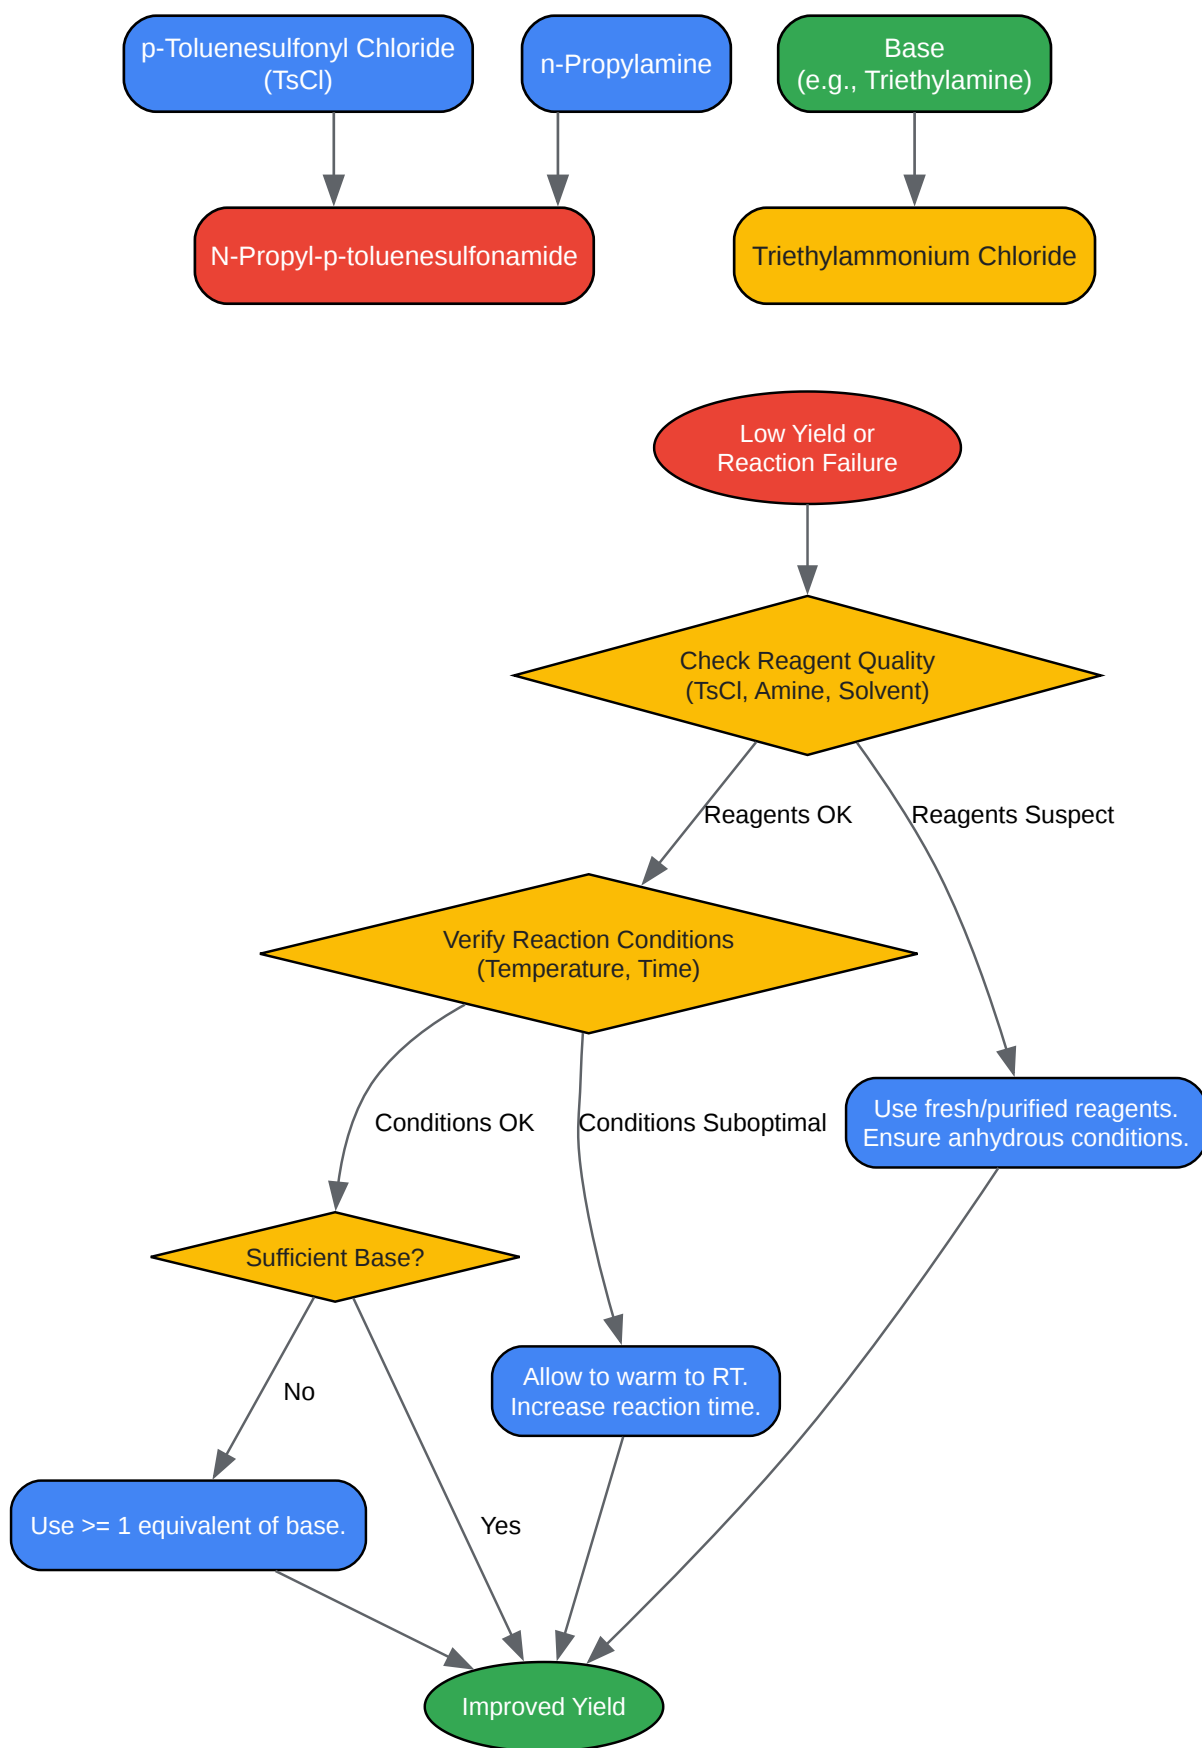 p-Toluenesulfonyl Chloride
(TsCl)
n-Propylamine
Base
(e.g., Triethylamine)
N-Propyl-p-toluenesulfonamide
Triethylammonium Chloride
Low Yield or
Reaction Failure
Check Reagent Quality
(TsCl, Amine, Solvent)
Reagents OK
Reagents Suspect
Verify Reaction Conditions
(Temperature, Time)
Conditions OK
Conditions Suboptimal
Use fresh/purified reagents.
Ensure anhydrous conditions.
Sufficient Base?
No
Allow to warm to RT.
Increase reaction time.
Use >= 1 equivalent of base.
Yes
Improved Yield